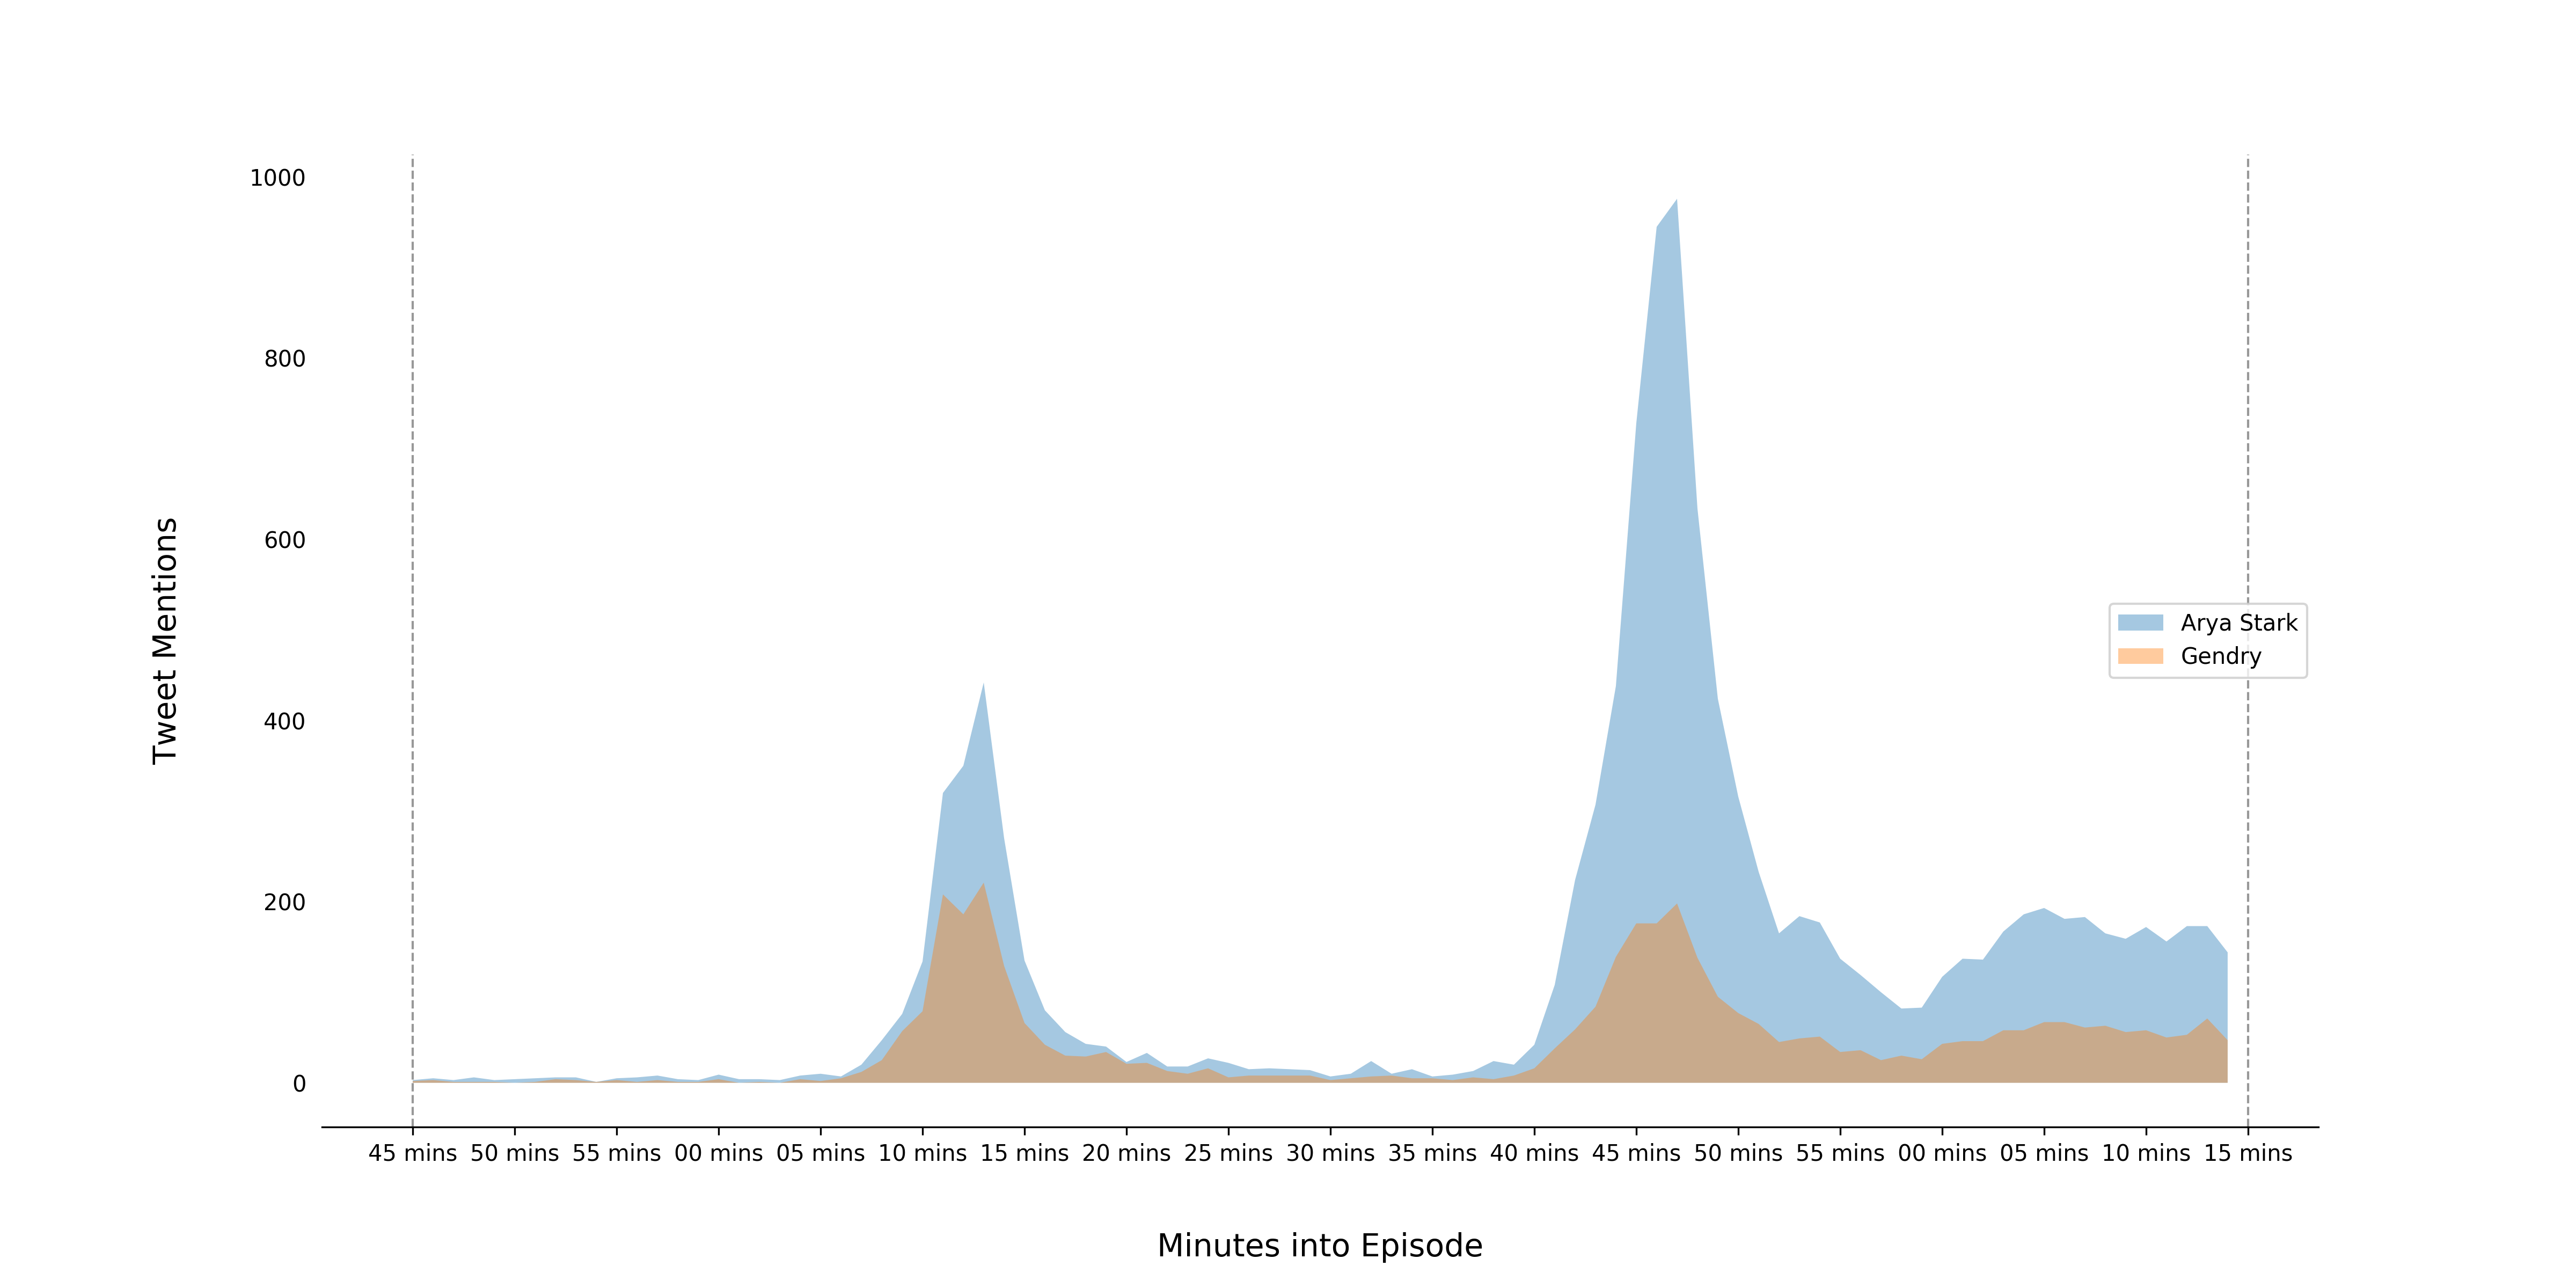 1000
800
600
400
200
0
Tweet Mentions
Arya Stark
Gendry
45 mins 50 mins 55 mins 00 mins 05 mins 10 mins 15 mins 20 mins 25 mins 30 mins 35 mins 40 mins 45 mins 50 mins 55 mins 00 mins 05 mins 10 mins 15 mins
Minutes into Episode